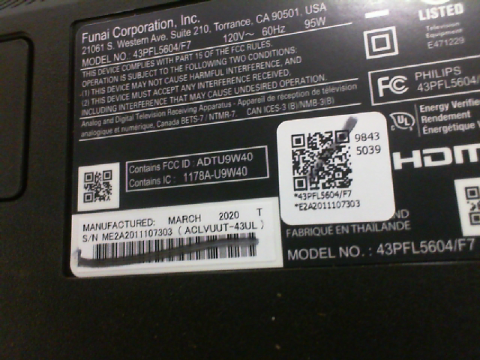 Funai Corporation, Inc.
21061 S. Western Ave. Suite 210, Torrance, CA 90501, USA
MODEL NO : 43PFL5604/F7 120V~ 60Hz 95W
THIS DEVICE COMPLIES WITH PART 15 OF THE FCC RULES.
OPERATION IS SUBJECT TO THE FOLLOWING TWO CONDITIONS:
(1) THIS DEVICE MAY NOT CAUSE HARMFUL INTERFERENCE, AND
(2) THIS DEVICE MUST ACCEPT ANY INTERFERENCE RECEIVED,
INCLUDING INTERFERENCE THAT MAY CAUSE UNDESIRED OPERATION.
Analog and Digital Television Receiving Apparatus - Appareil de réception de télévision
analogique et numérique, Canada BETS-7 / NTMR-7. CAN ICES-3 (B)/NMB-3(B)
LISTED
E471229
FC
PHILIPS
43PFL5604/F7
UL
Energy Verified
Rendement
Énergétique
HDMI
9843
5039
*43PFL5604/F7
*E2A2011107303
Contains FCC ID : ADTU9W40
Contains IC : 1178A-U9W40
MANUFACTURED: MARCH 2020 T
S/N ME2A2011107303 (ACLVUUT-43UL)
FABRIQUÉ EN THAÏLANDE
MODEL NO. : 43PFL5604/F7